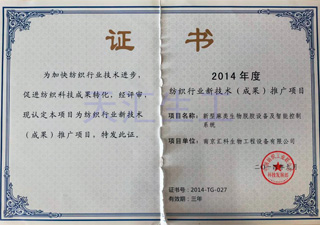 证 书
为加快纺织行业技术进步,
促进纺织科技成果转化, 经评审,
现认定本项目为纺织行业新技术
(成果) 推广项目。特发此证。
2014年度
纺织行业新技术 (成果) 推广项目
项目名称: 新型麻类生物脱胶设备及智能控制
系统
项目单位: 南京汇科生物工程设备有限公司
证书号: 2014-TG-027
有效期: 三年